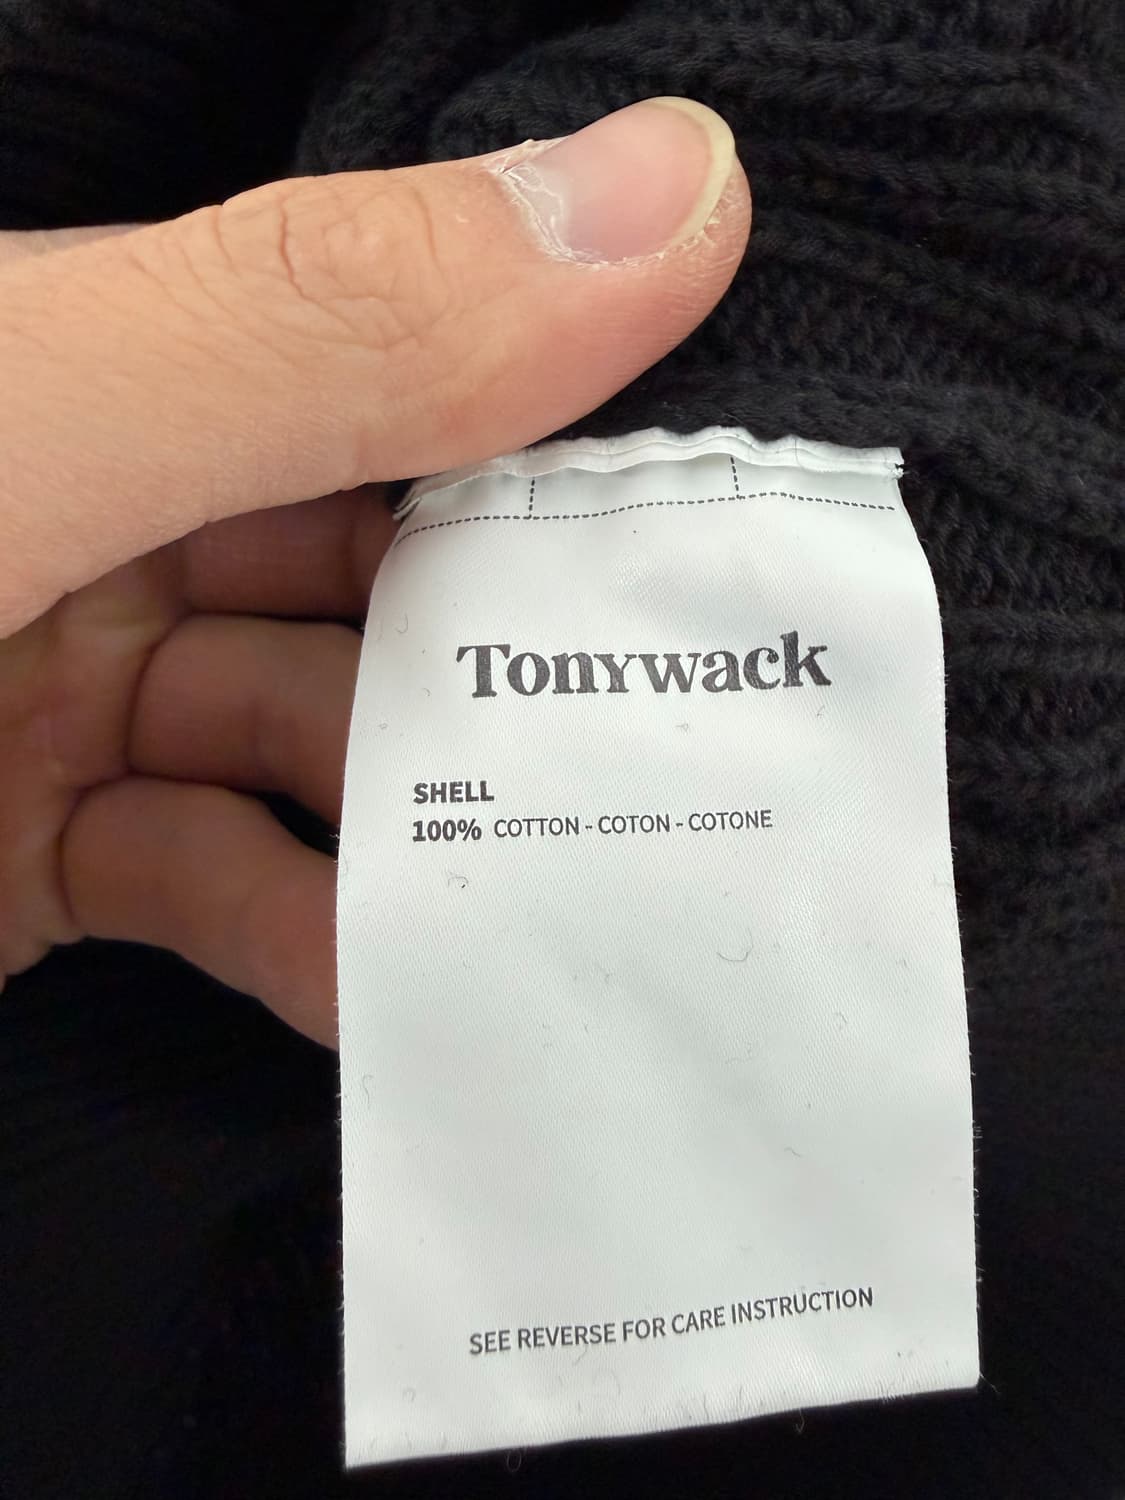 Tonywack
SHELL
100% COTTON - COTON - COTONE
SEE REVERSE FOR CARE INSTRUCTION